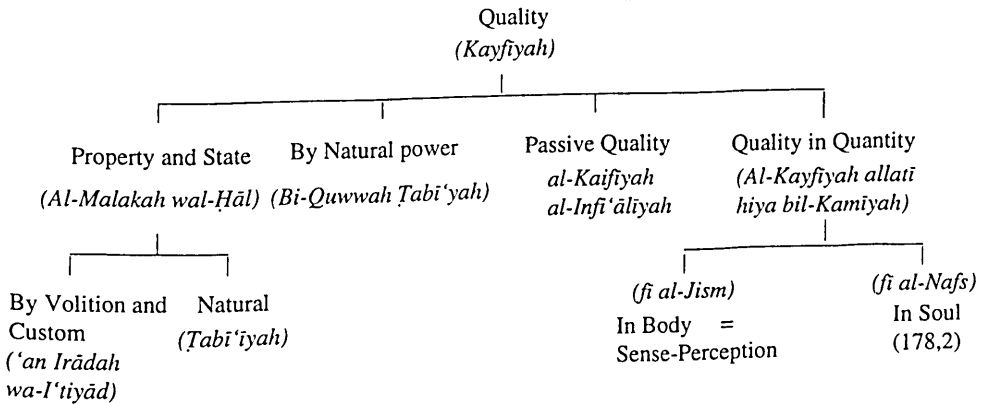 Quality
(Kayfīyah)
Property and State
(Al-Malakah wal-Ḥāl)
By Natural power
(Bi-Quwwah Ṭabī‘yah)
Passive Quality
al-Kaifīyah
al-Infi‘ālīyah
Quality in Quantity
(Al-Kayfīyah allatī
hiya bil-Kamīyah)
By Volition and
Custom
(‘an Irādah
wa-I‘tiyād)
Natural
(Ṭabī‘īyah)
(fī al-Jism)
In Body =
Sense-Perception
(fī al-Nafs)
In Soul
(178,2)